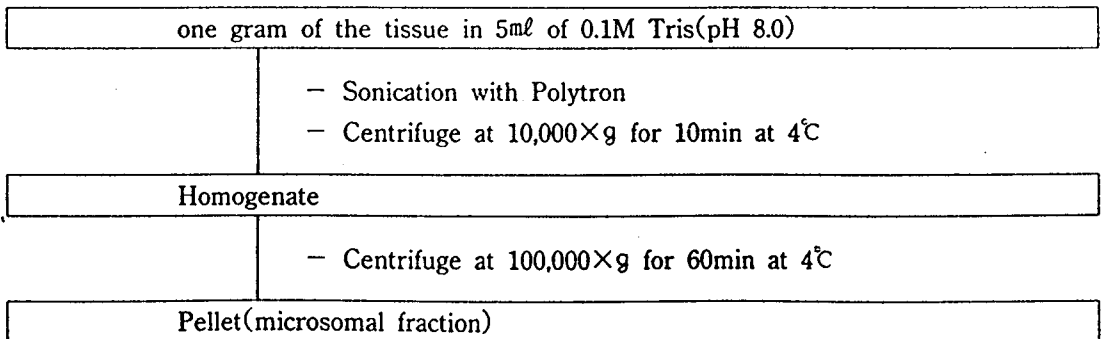 one gram of the tissue in 5㎖ of 0.1M Tris(pH 8.0)
− Sonication with Polytron
− Centrifuge at 10,000×g for 10min at 4℃
Homogenate
− Centrifuge at 100,000×g for 60min at 4℃
Pellet(microsomal fraction)